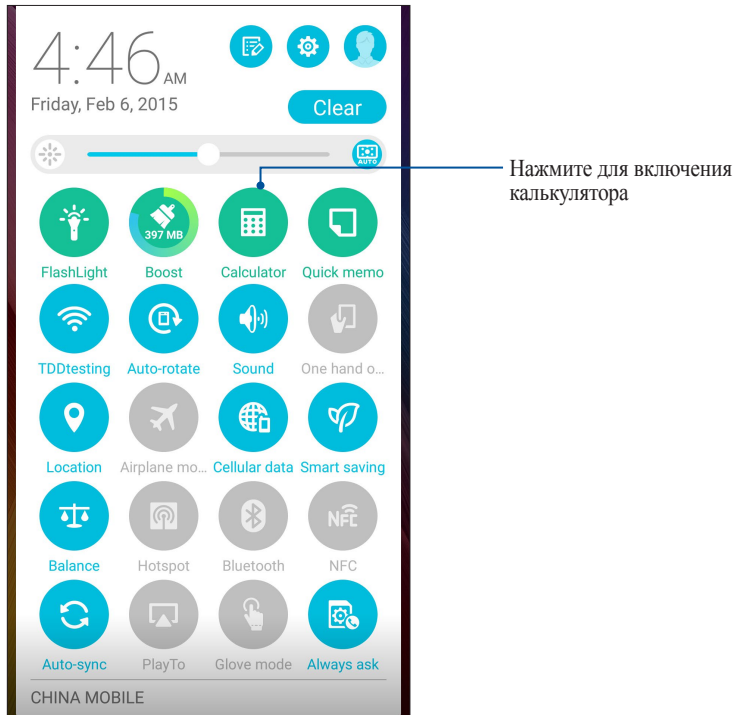 4:46 AM
Friday, Feb 6, 2015
Clear
AUTO
Нажмите для включения
калькулятора
397 MB
FlashLight Boost Calculator Quick memo
TDDtesting Auto-rotate Sound One hand o...
Location Airplane mo... Cellular data Smart saving
NFC
Balance Hotspot Bluetooth NFC
Auto-sync PlayTo Glove mode Always ask
CHINA MOBILE